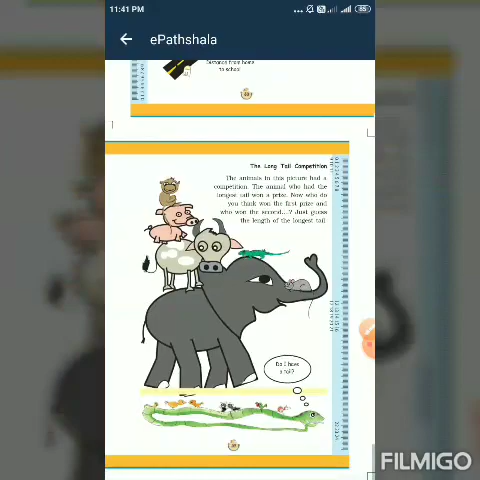 11:41 PM
85
ePathshala
Distance from home
to school
The Long Tail Competition
The animals in this picture had a
competition. The animal who had the
longest tail won a prize. Now who do
you think won the first prize and
who won the second....? Just guess
the length of the longest tail.
Do I have
a tail?
FILMIGO